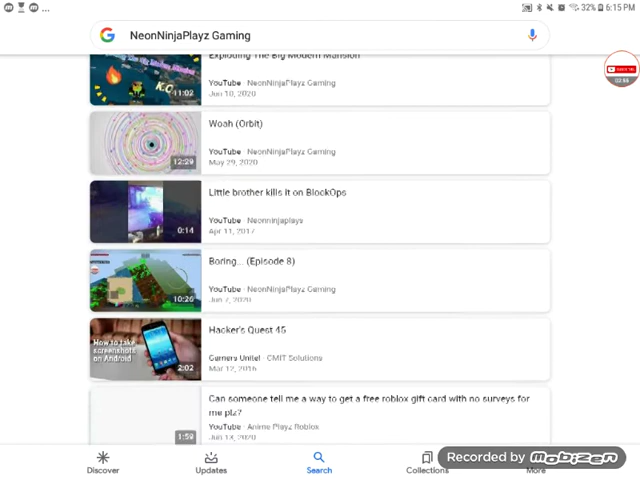 ... 32% 6:15 PM
NeonNinjaPlayz Gaming
Exploding The Big Modern Mansion
K.O.
11:02
YouTube · NeonNinjaPlayz Gaming
Jun 10, 2020
Woah (Orbit)
12:29
YouTube · NeonNinjaPlayz Gaming
May 29, 2020
Little brother kills it on BlockOps
0:14
YouTube · Neonninjaplays
Apr 11, 2017
Boring... (Episode 8)
10:26
YouTube · NeonNinjaPlayz Gaming
Jun 7, 2020
Hacker's Quest 45
How to take
screenshots
on Android
2:02
Gamers Unite! · CMIT Solutions
Mar 12, 2016
Can someone tell me a way to get a free roblox gift card with no surveys for
me plz?
1:59
YouTube · Anime Playz Roblox
Jun 13, 2020
Discover Updates Search Collections More
Recorded by Mobizen